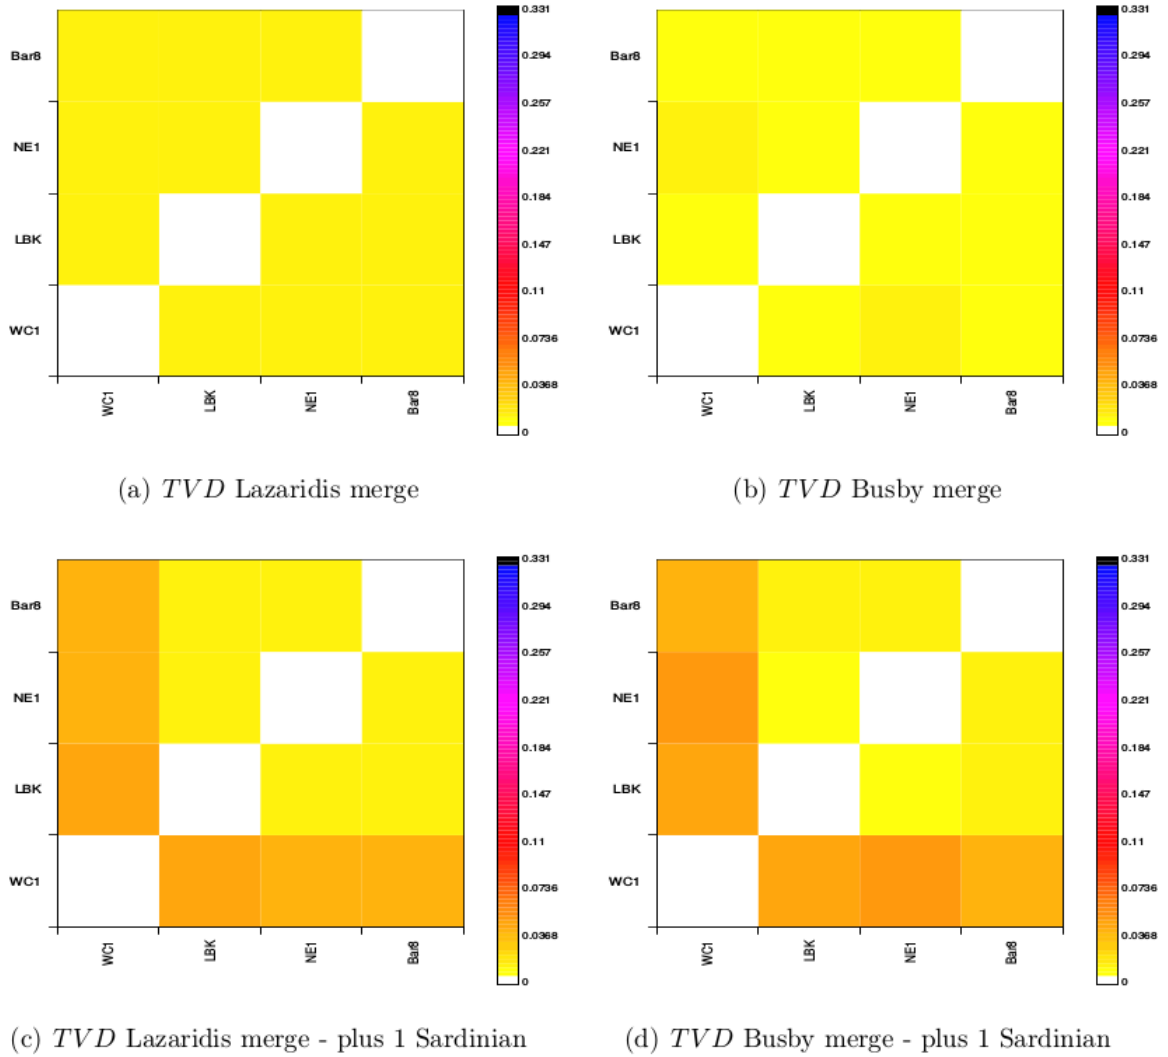 Bar8
NE1
LBK
WC1
WC1 LBK NE1 Bar8
0.331
0.294
0.257
0.221
0.184
0.147
0.11
0.0736
0.0368
0
(a) TVD Lazaridis merge
Bar8
NE1
LBK
WC1
WC1 LBK NE1 Bar8
0.331
0.294
0.257
0.221
0.184
0.147
0.11
0.0736
0.0368
0
(b) TVD Busby merge
Bar8
NE1
LBK
WC1
WC1 LBK NE1 Bar8
0.331
0.294
0.257
0.221
0.184
0.147
0.11
0.0736
0.0368
0
(c) TVD Lazaridis merge - plus 1 Sardinian
Bar8
NE1
LBK
WC1
WC1 LBK NE1 Bar8
0.331
0.294
0.257
0.221
0.184
0.147
0.11
0.0736
0.0368
0
(d) TVD Busby merge - plus 1 Sardinian